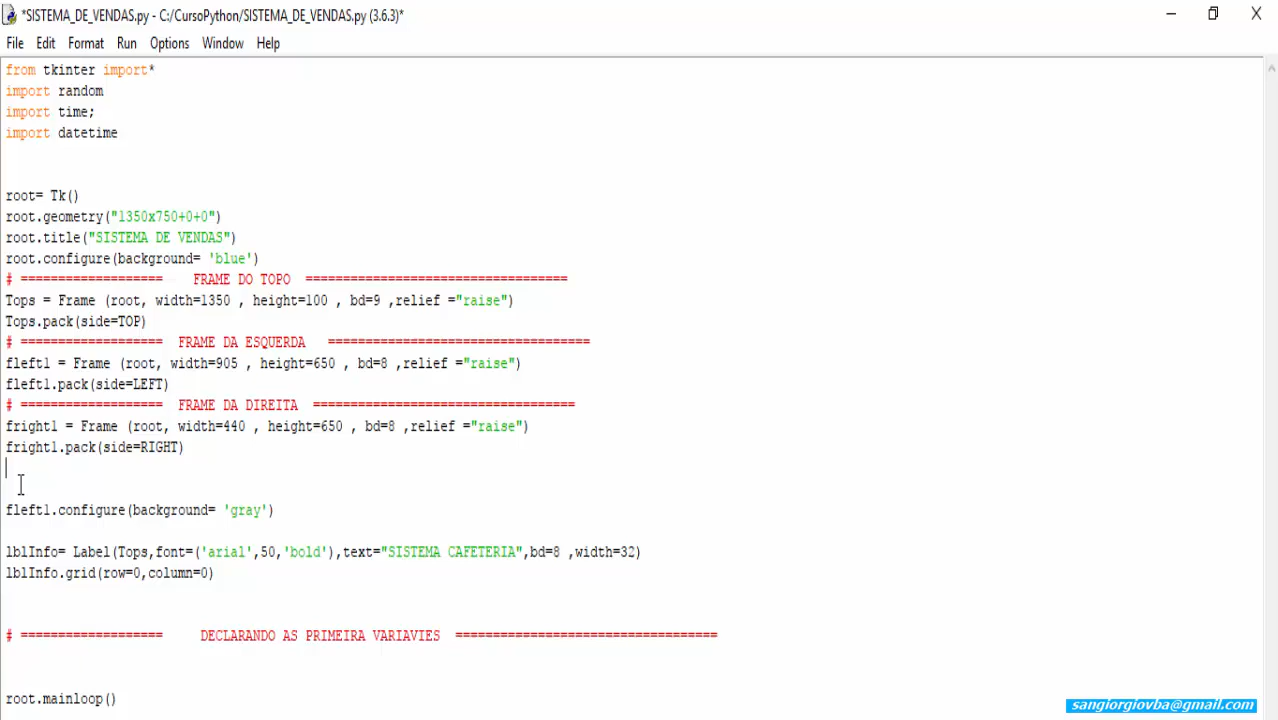 *SISTEMA_DE_VENDAS.py - C:/CursoPython/SISTEMA_DE_VENDAS.py (3.6.3)*
File Edit Format Run Options Window Help
from tkinter import*
import random
import time;
import datetime
root= Tk()
root.geometry("1350x750+0+0")
root.title("SISTEMA DE VENDAS")
root.configure(background= 'blue')
# =================== FRAME DO TOPO ===================================
Tops = Frame (root, width=1350 , height=100 , bd=9 ,relief ="raise")
Tops.pack(side=TOP)
# =================== FRAME DA ESQUERDA ===================================
fleft1 = Frame (root, width=905 , height=650 , bd=8 ,relief ="raise")
fleft1.pack(side=LEFT)
# =================== FRAME DA DIREITA ===================================
fright1 = Frame (root, width=440 , height=650 , bd=8 ,relief ="raise")
fright1.pack(side=RIGHT)
fleft1.configure(background= 'gray')
lblInfo= Label(Tops,font=('arial',50,'bold'),text="SISTEMA CAFETERIA",bd=8 ,width=32)
lblInfo.grid(row=0,column=0)
# =================== DECLARANDO AS PRIMEIRA VARIAVIES ===================================
root.mainloop()
sangiorgiovba@gmail.com